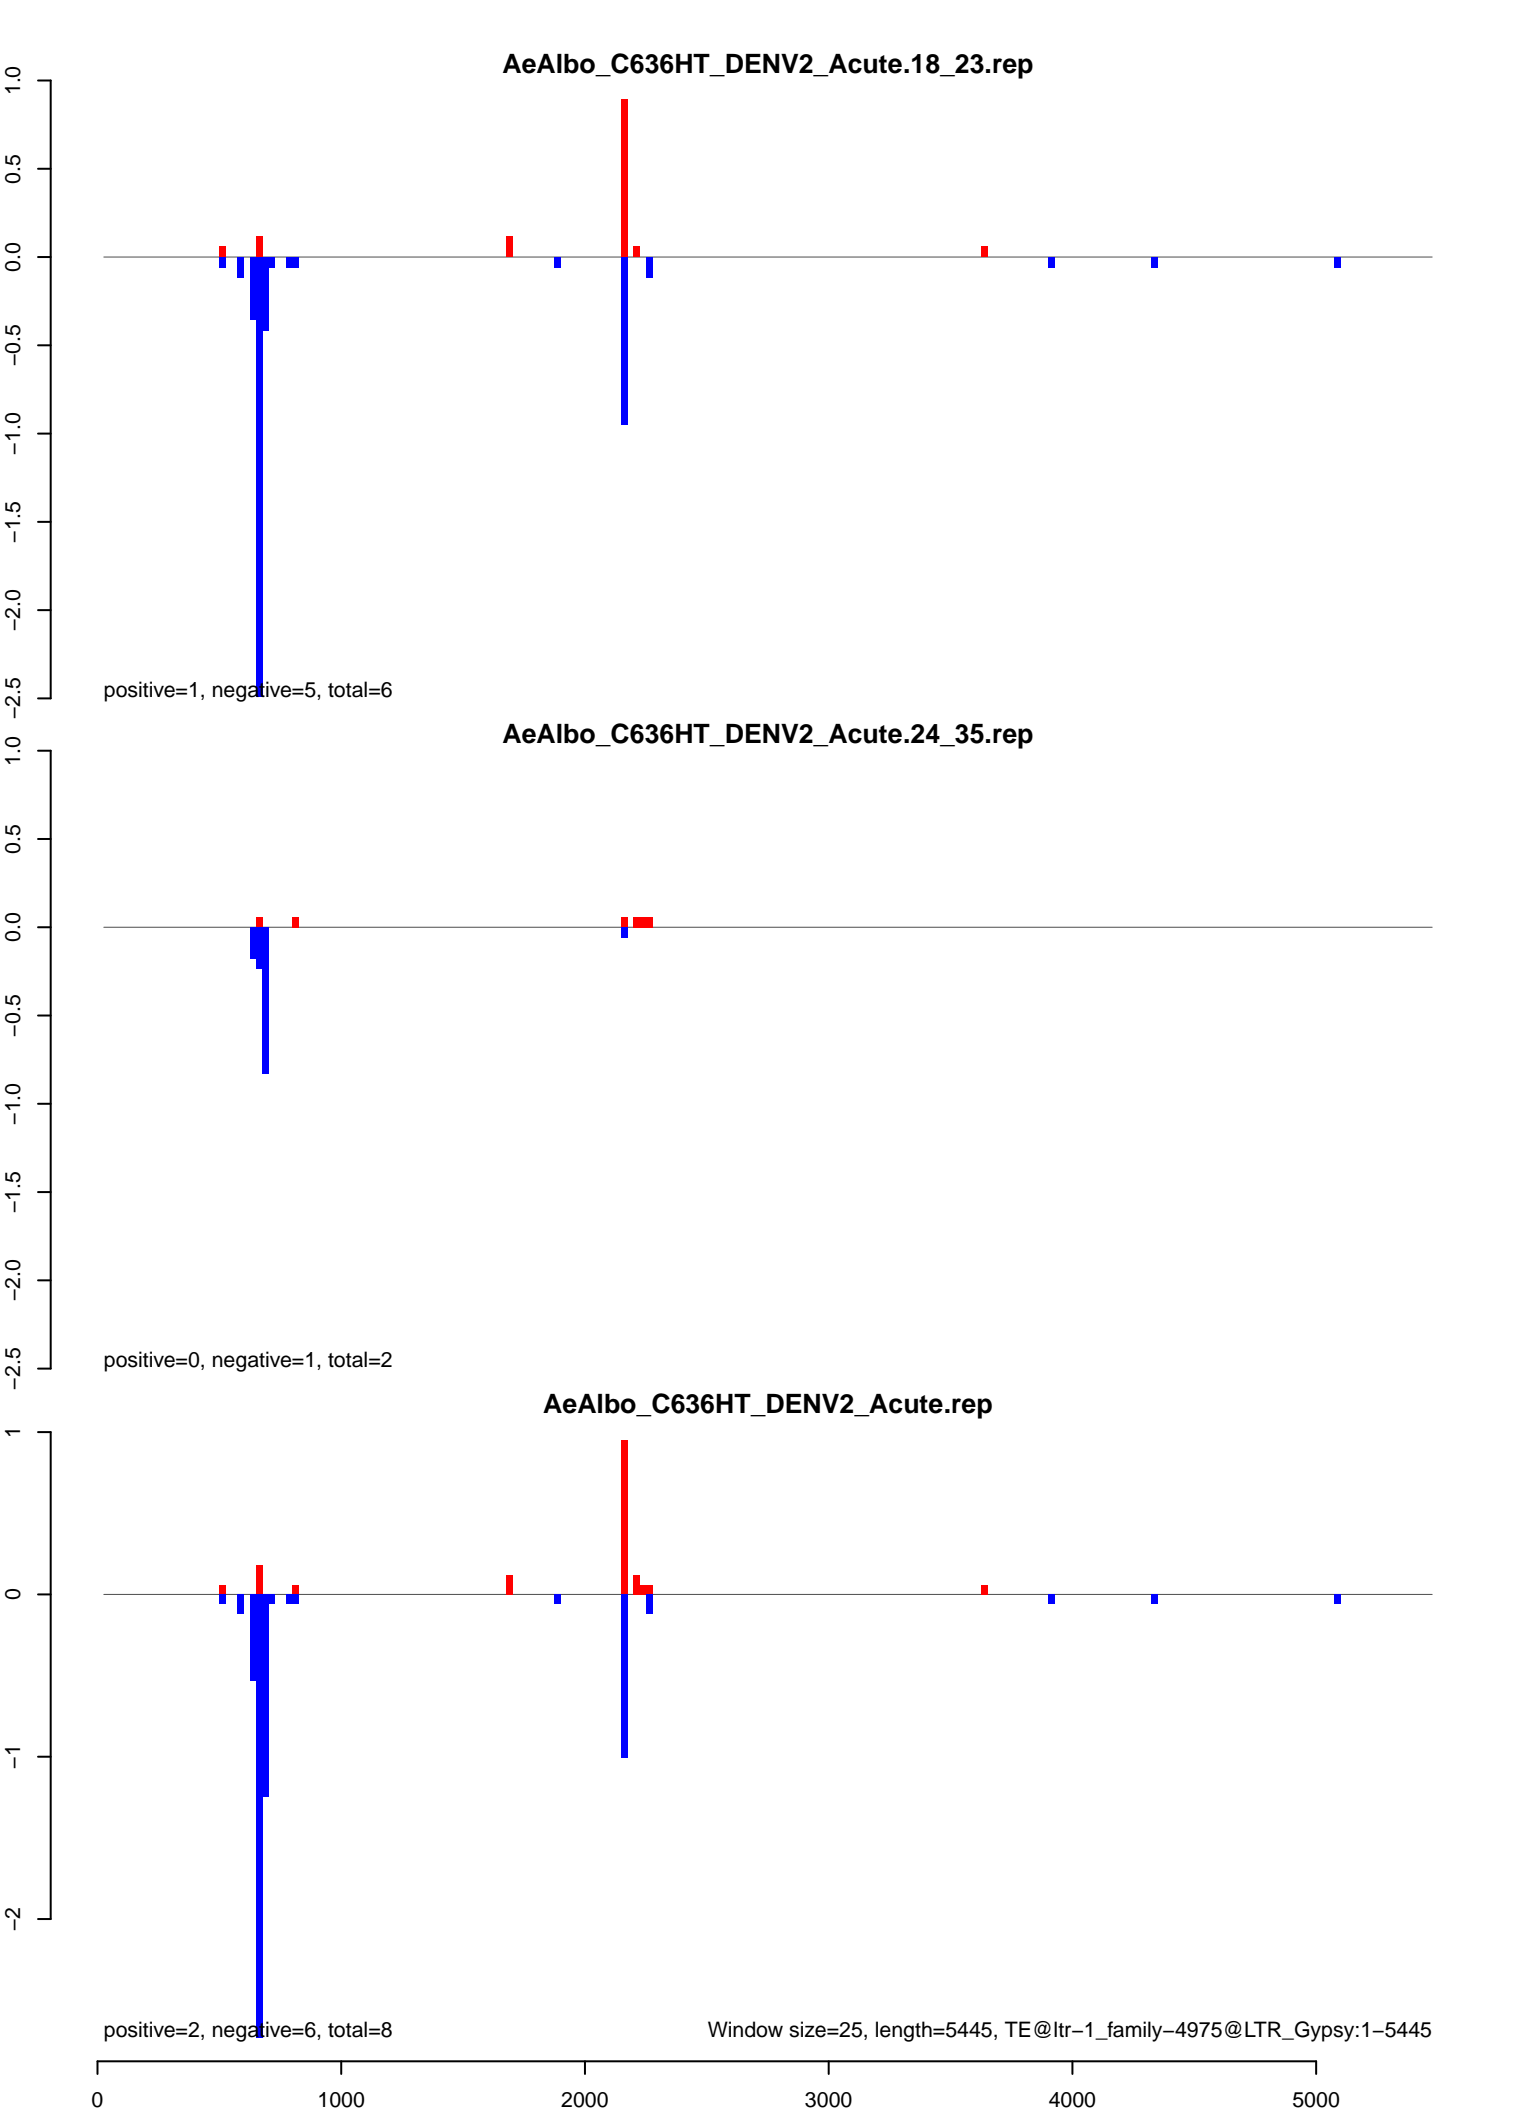 AeAlbo_C636HT_DENV2_Acute.18_23.rep
1.0
0.5
0.0
−0.5
−1.0
−1.5
−2.0
−2.5
positive=1, negative=5, total=6
AeAlbo_C636HT_DENV2_Acute.24_35.rep
1.0
0.5
0.0
−0.5
−1.0
−1.5
−2.0
−2.5
positive=0, negative=1, total=2
AeAlbo_C636HT_DENV2_Acute.rep
1
0
−1
−2
positive=2, negative=6, total=8
Window size=25, length=5445, TE@ltr−1_family−4975@LTR_Gypsy:1−5445
0 1000 2000 3000 4000 5000